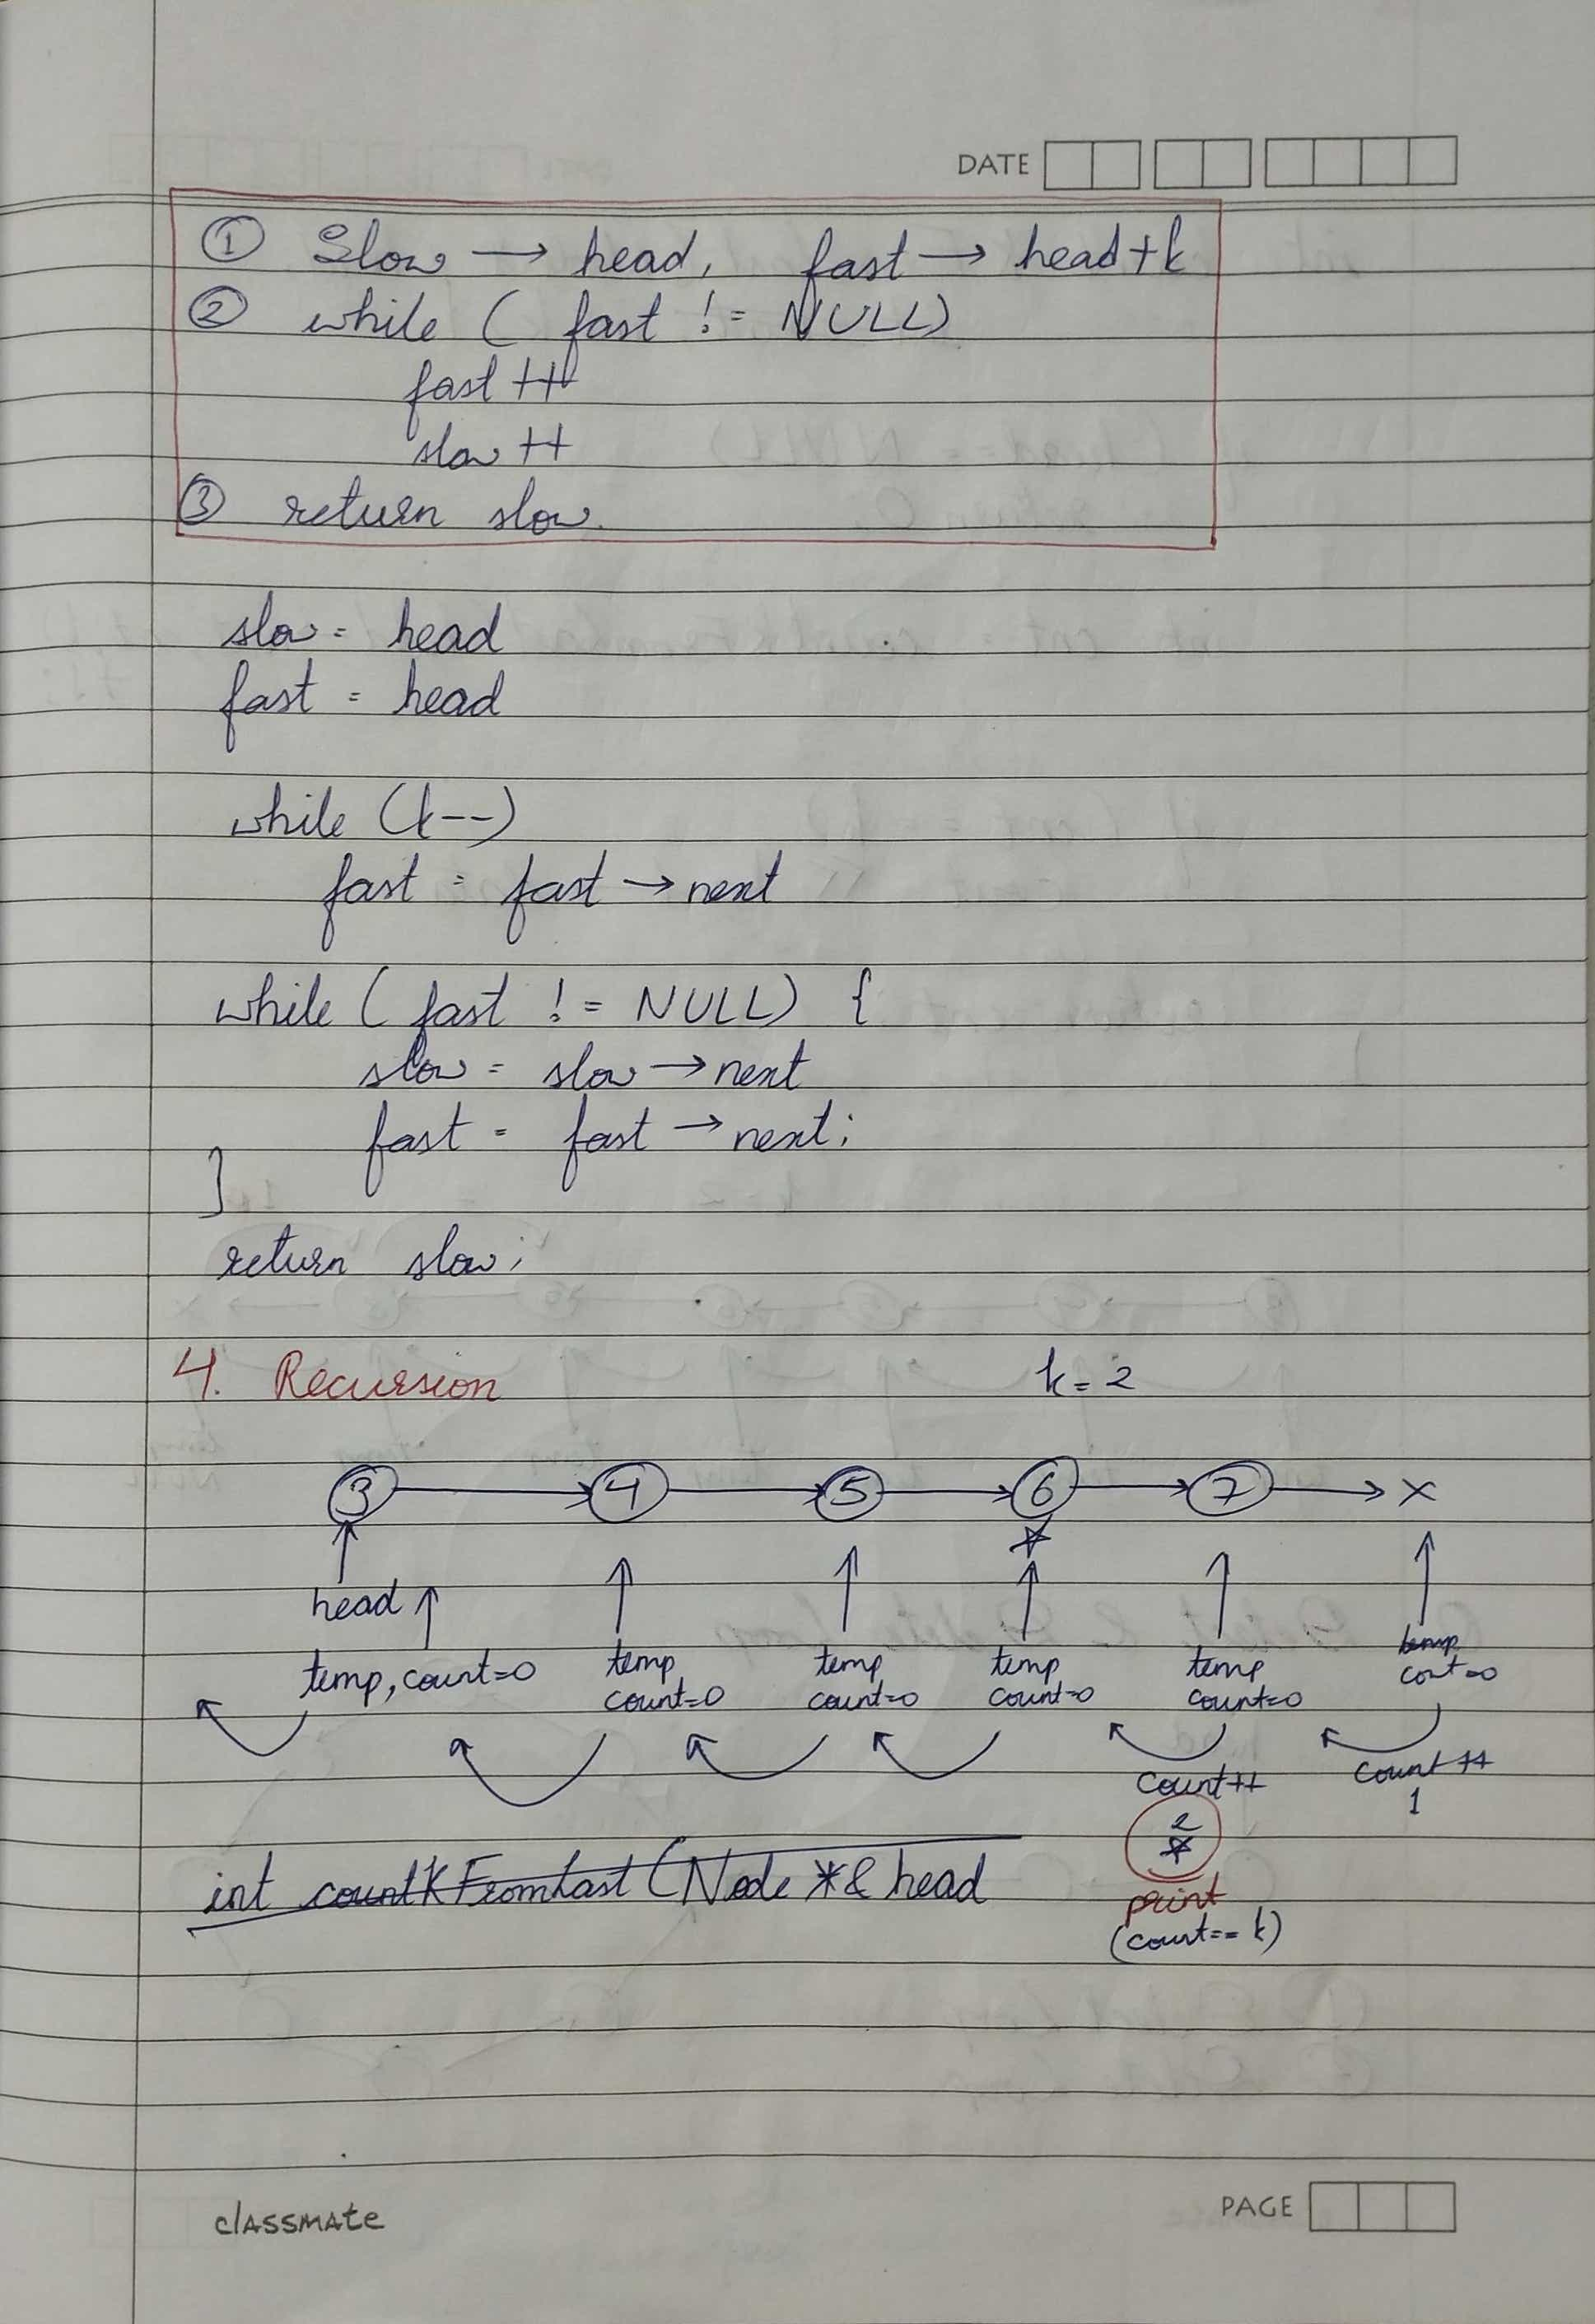 DATE
① Slow → head, fast → head+k
② while ( fast != NULL)
fast ++
slow ++
③ return slow.
slow = head
fast = head
while (k--)
fast = fast → next
while ( fast != NULL) {
slow = slow → next
fast = fast → next;
}
return slow;
4. Recursion k = 2
3 → 4 → 5 → 6 → 7 → x
head
temp, count=0 temp temp temp temp temp
count=0 count=0 count=0 count=0 cont=0
count++ count++
2 1
int countKFromLast (Node *& head
print
(count== k)
classmate PAGE